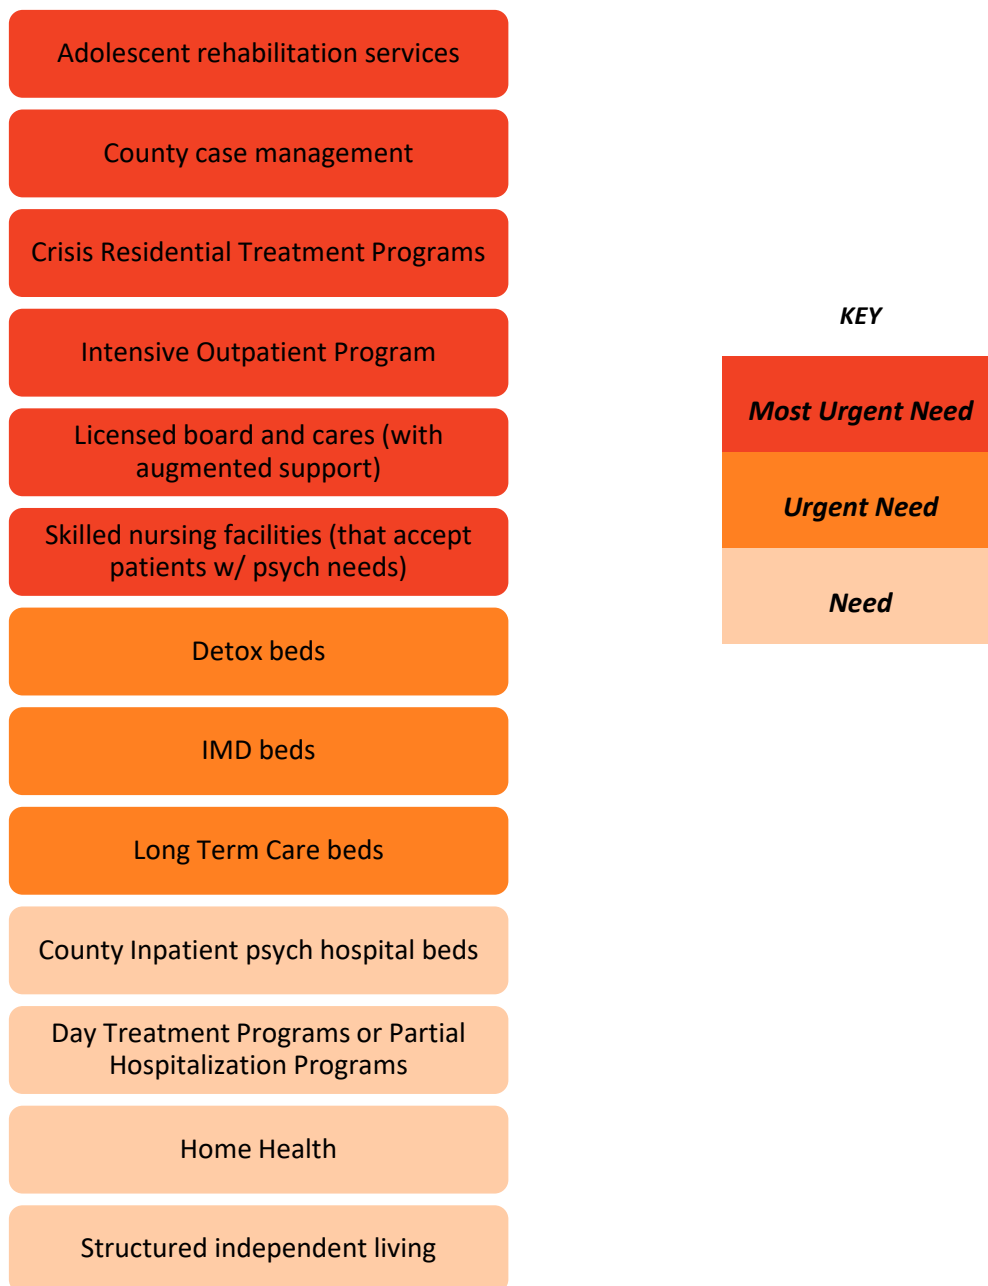 Adolescent rehabilitation services
County case management
Crisis Residential Treatment Programs
Intensive Outpatient Program
Licensed board and cares (with
augmented support)
Skilled nursing facilities (that accept
patients w/ psych needs)
Detox beds
IMD beds
Long Term Care beds
County Inpatient psych hospital beds
Day Treatment Programs or Partial
Hospitalization Programs
Home Health
Structured independent living
KEY
Most Urgent Need
Urgent Need
Need